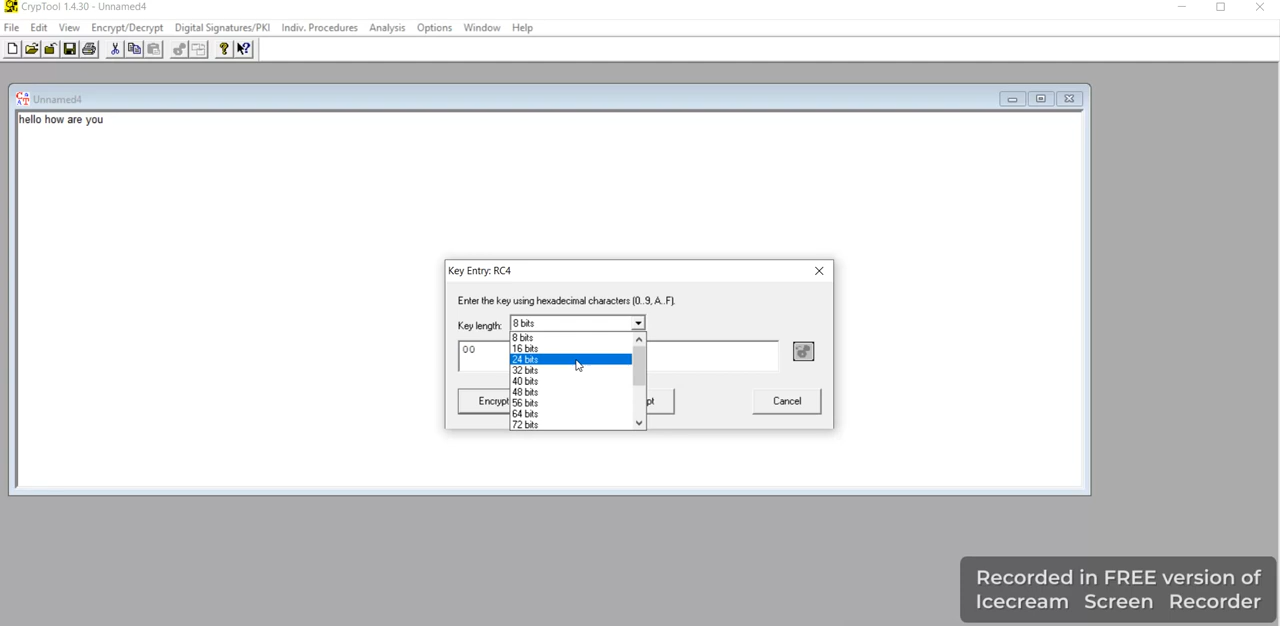 CrypTool 1.4.30 - Unnamed4
File Edit View Encrypt/Decrypt Digital Signatures/PKI Indiv. Procedures Analysis Options Window Help
Unnamed4
hello how are you
Key Entry: RC4
Enter the key using hexadecimal characters (0..9, A..F).
Key length: 8 bits
8 bits
16 bits
24 bits
32 bits
40 bits
48 bits
56 bits
64 bits
72 bits
00
Encrypt pt Cancel
Recorded in FREE version of
Icecream Screen Recorder